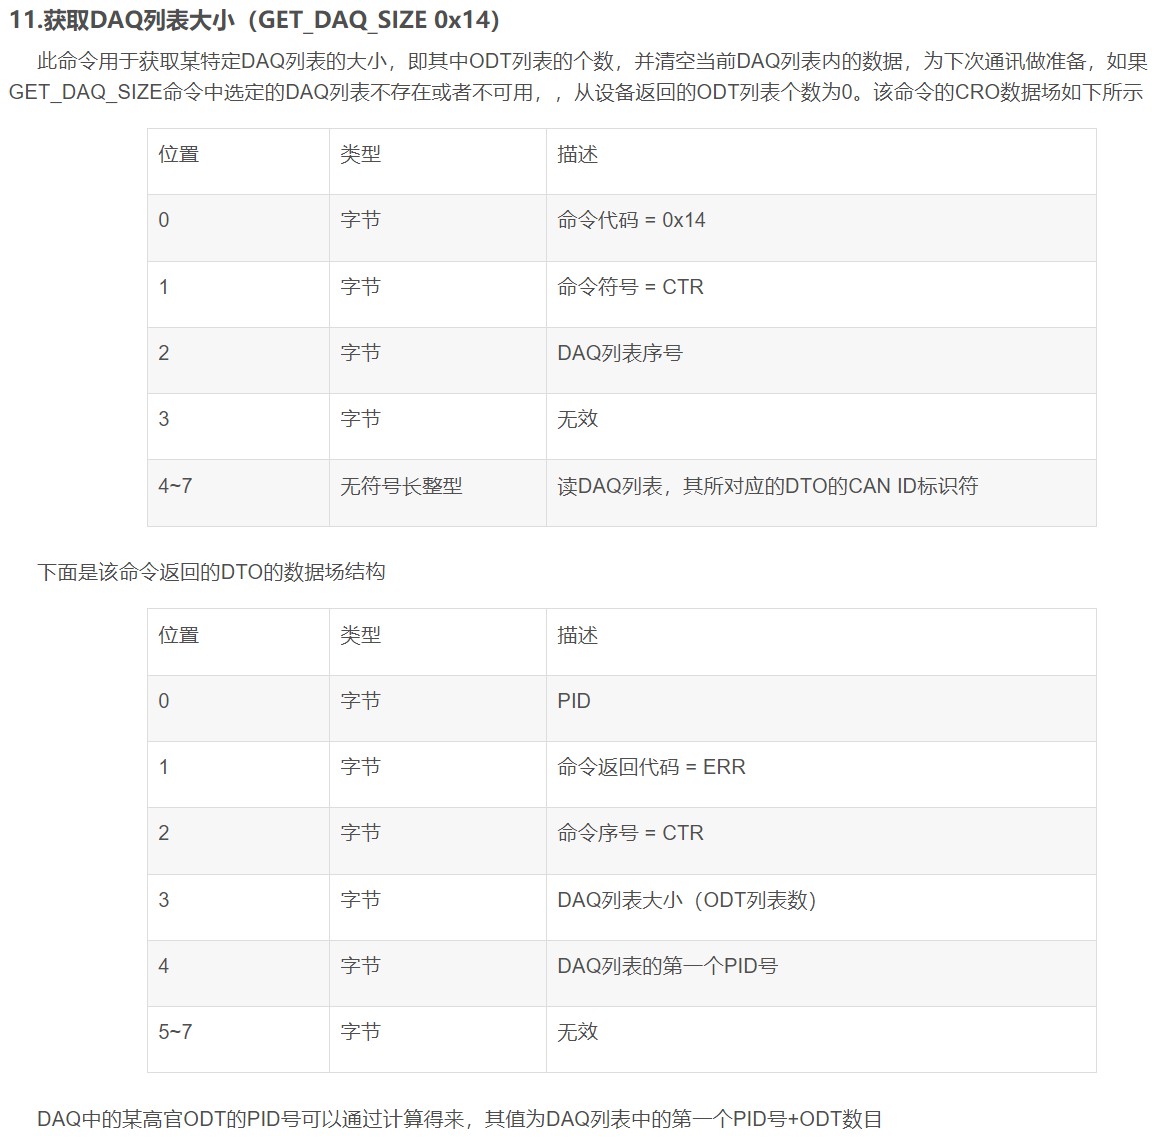 11.获取DAQ列表大小（GET_DAQ_SIZE 0x14）
此命令用于获取某特定DAQ列表的大小，即其中ODT列表的个数，并清空当前DAQ列表内的数据，为下次通讯做准备，如果
GET_DAQ_SIZE命令中选定的DAQ列表不存在或者不可用，，从设备返回的ODT列表个数为0。该命令的CRO数据场如下所示
位置 类型 描述
0 字节 命令代码 = 0x14
1 字节 命令符号 = CTR
2 字节 DAQ列表序号
3 字节 无效
4~7 无符号长整型 读DAQ列表，其所对应的DTO的CAN ID标识符
下面是该命令返回的DTO的数据场结构
位置 类型 描述
0 字节 PID
1 字节 命令返回代码 = ERR
2 字节 命令序号 = CTR
3 字节 DAQ列表大小（ODT列表数）
4 字节 DAQ列表的第一个PID号
5~7 字节 无效
DAQ中的某高官ODT的PID号可以通过计算得来，其值为DAQ列表中的第一个PID号+ODT数目